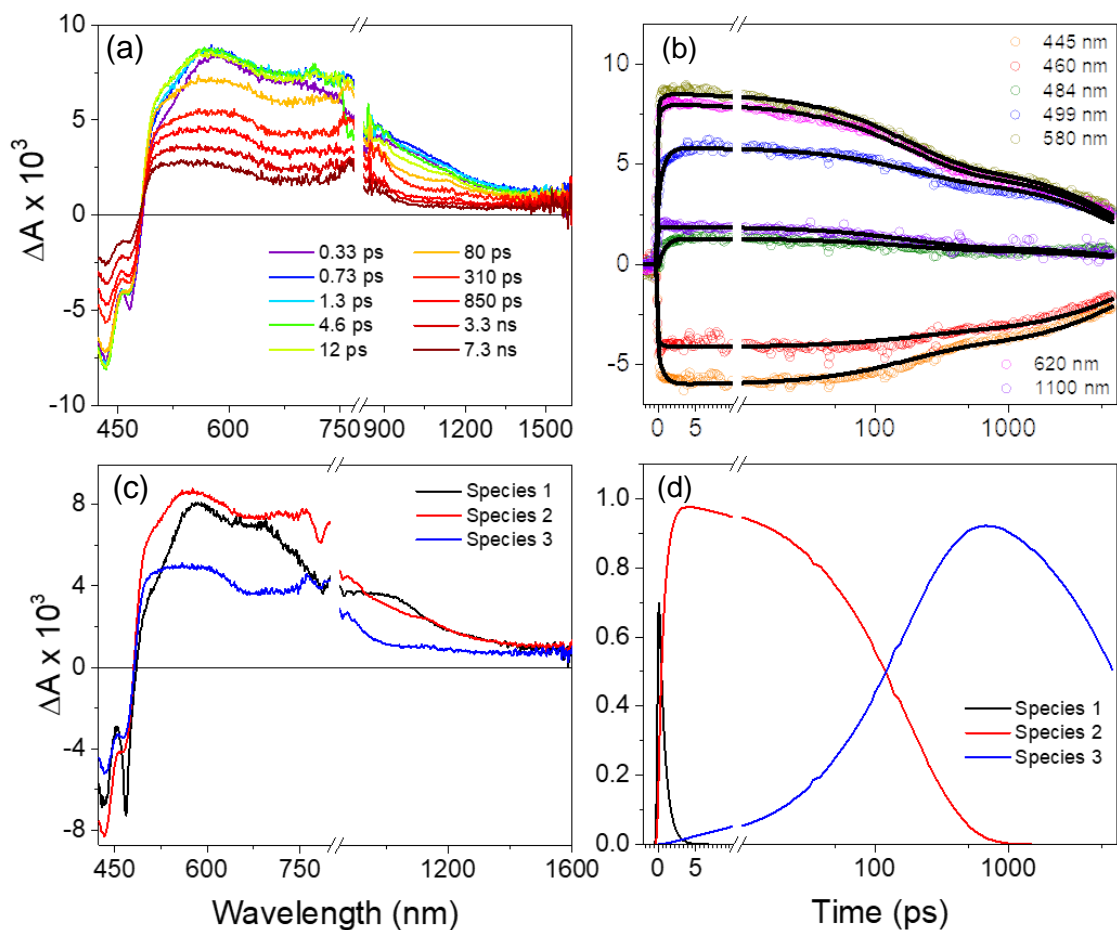 (a)
ΔA x 10³
10
5
0
-5
-10
0.33 ps
0.73 ps
1.3 ps
4.6 ps
12 ps
80 ps
310 ps
850 ps
3.3 ns
7.3 ns
450 600 750 900 1200 1500
(b)
10
5
0
-5
445 nm
460 nm
484 nm
499 nm
580 nm
620 nm
1100 nm
0 5 100 1000
(c)
ΔA x 10³
8
4
0
-4
-8
Species 1
Species 2
Species 3
450 600 750 1200 1600
Wavelength (nm)
(d)
1.0
0.8
0.6
0.4
0.2
0.0
Species 1
Species 2
Species 3
0 5 100 1000
Time (ps)